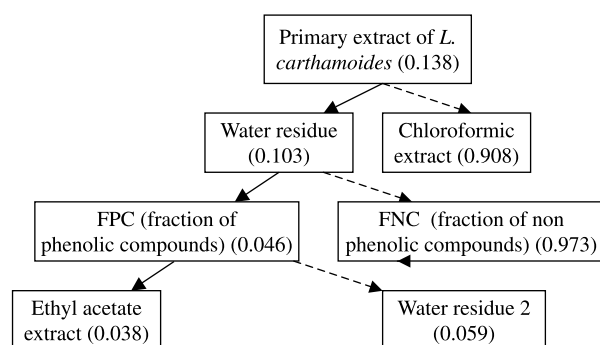 Primary extract of L.
carthamoides (0.138)
Water residue
(0.103)
Chloroformic
extract (0.908)
FPC (fraction of
phenolic compounds) (0.046)
FNC (fraction of non
phenolic compounds) (0.973)
Ethyl acetate
extract (0.038)
Water residue 2
(0.059)